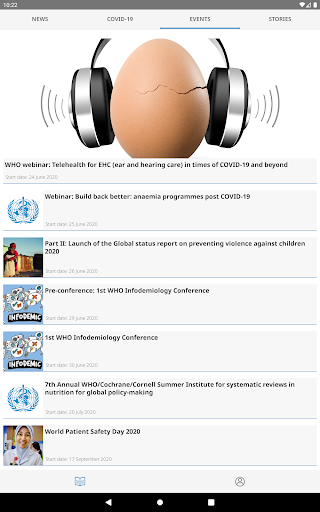 10:22
NEWS
COVID-19
EVENTS
STORIES
WHO webinar: Telehealth for EHC (ear and hearing care) in times of COVID-19 and beyond
Start date: 24 June 2020
Webinar: Build back better: anaemia programmes post COVID-19
Start date: 25 June 2020
Part II: Launch of the Global status report on preventing violence against children
2020
Start date: 26 June 2020
Pre-conference: 1st WHO Infodemiology Conference
INFODEMIC
Start date: 29 June 2020
1st WHO Infodemiology Conference
INFODEMIC
Start date: 30 June 2020
7th Annual WHO/Cochrane/Cornell Summer Institute for systematic reviews in
nutrition for global policy-making
Start date: 20 July 2020
World Patient Safety Day 2020
Start date: 17 September 2020